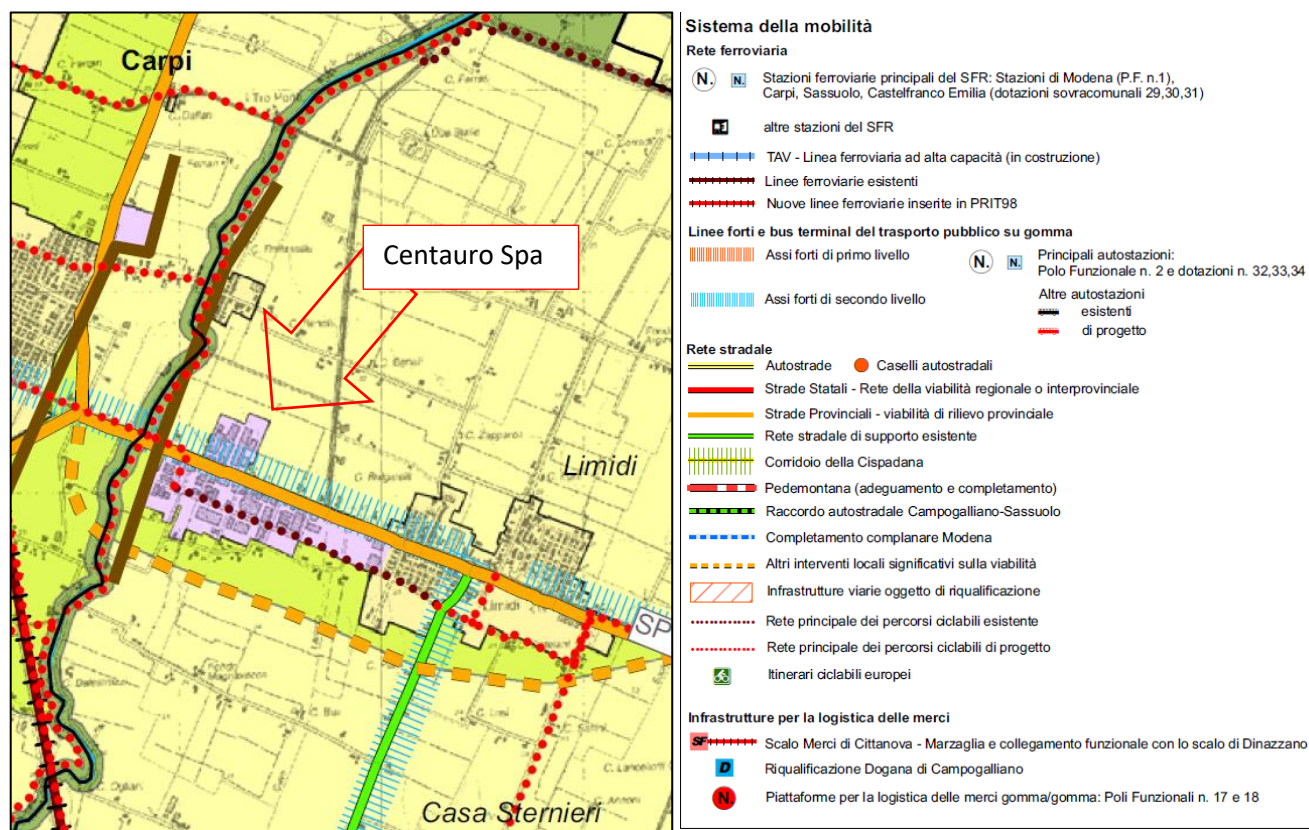 Carpi
C. Ferrari
C. Daffan
I Tre Ponti
Centauro Spa
C. Zapparoli
Limidi
Limidi
SP
C. Bui
C. Lugli
Casa Sternieri
Sistema della mobilità
Rete ferroviaria
N. N. Stazioni ferroviarie principali del SFR: Stazioni di Modena (P.F. n.1),
Carpi, Sassuolo, Castelfranco Emilia (dotazioni sovracomunali 29,30,31)
altre stazioni del SFR
TAV - Linea ferroviaria ad alta capacità (in costruzione)
Linee ferroviarie esistenti
Nuove linee ferroviarie inserite in PRIT98
Linee forti e bus terminal del trasporto pubblico su gomma
Assi forti di primo livello
N. N. Principali autostazioni:
Polo Funzionale n. 2 e dotazioni n. 32,33,34
Assi forti di secondo livello
Altre autostazioni
esistenti
di progetto
Rete stradale
Autostrade
Caselli autostradali
Strade Statali - Rete della viabilità regionale o interprovinciale
Strade Provinciali - viabilità di rilievo provinciale
Rete stradale di supporto esistente
Corridoio della Cispadana
Pedemontana (adeguamento e completamento)
Raccordo autostradale Campogalliano-Sassuolo
Completamento complanare Modena
Altri interventi locali significativi sulla viabilità
Infrastrutture viarie oggetto di riqualificazione
Rete principale dei percorsi ciclabili esistente
Rete principale dei percorsi ciclabili di progetto
Itinerari ciclabili europei
Infrastrutture per la logistica delle merci
SF Scalo Merci di Cittanova - Marzaglia e collegamento funzionale con lo scalo di Dinazzano
D Riqualificazione Dogana di Campogalliano
N. Piattaforme per la logistica delle merci gomma/gomma: Poli Funzionali n. 17 e 18